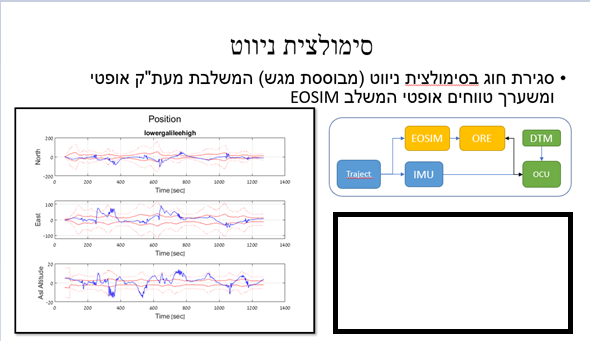 סימולצית ניווט
• סגירת חוג בסימולצית ניווט (מבוססת מגש) המשלבת מעת"ק אופטי
ומשערך טווחים אופטי המשלב EOSIM
Position
lowergalileehigh
North
200
0
-200
0 200 400 600 800 1000 1200 1400
Time [sec]
East
100
0
-100
0 200 400 600 800 1000 1200 1400
Time [sec]
Asl Altitude
20
0
-20
0 200 400 600 800 1000 1200 1400
Time [sec]
EOSIM
ORE
DTM
Traject
IMU
OCU